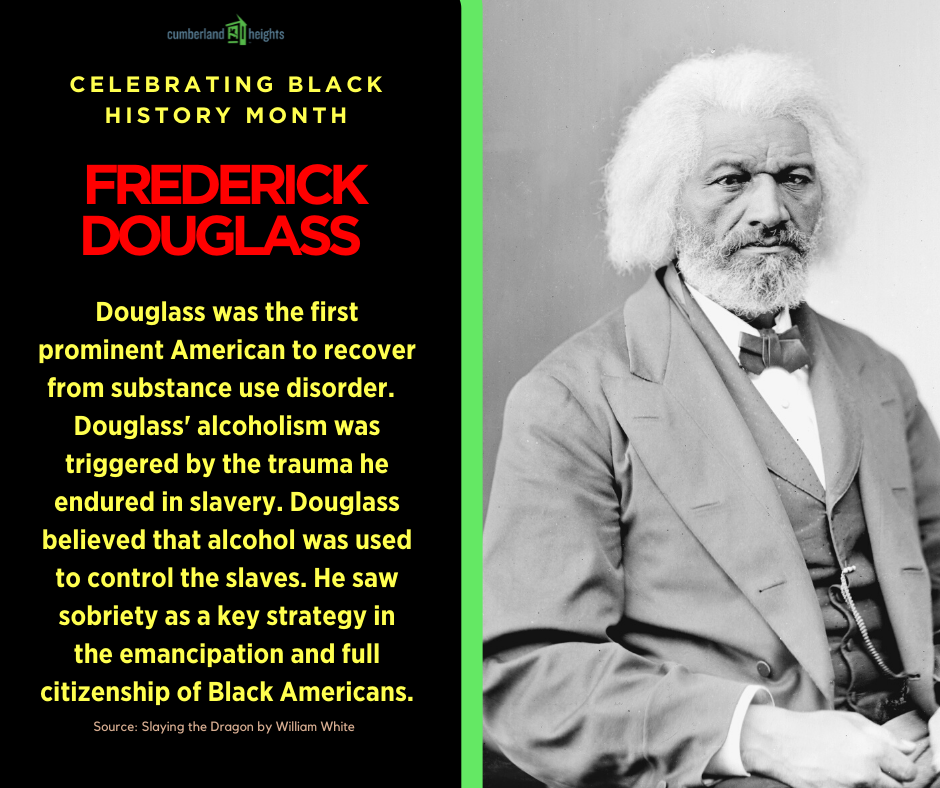 cumberland heights
CELEBRATING BLACK
HISTORY MONTH
FREDERICK
DOUGLASS
Douglass was the first
prominent American to recover
from substance use disorder.
Douglass' alcoholism was
triggered by the trauma he
endured in slavery. Douglass
believed that alcohol was used
to control the slaves. He saw
sobriety as a key strategy in
the emancipation and full
citizenship of Black Americans.
Source: Slaying the Dragon by William White